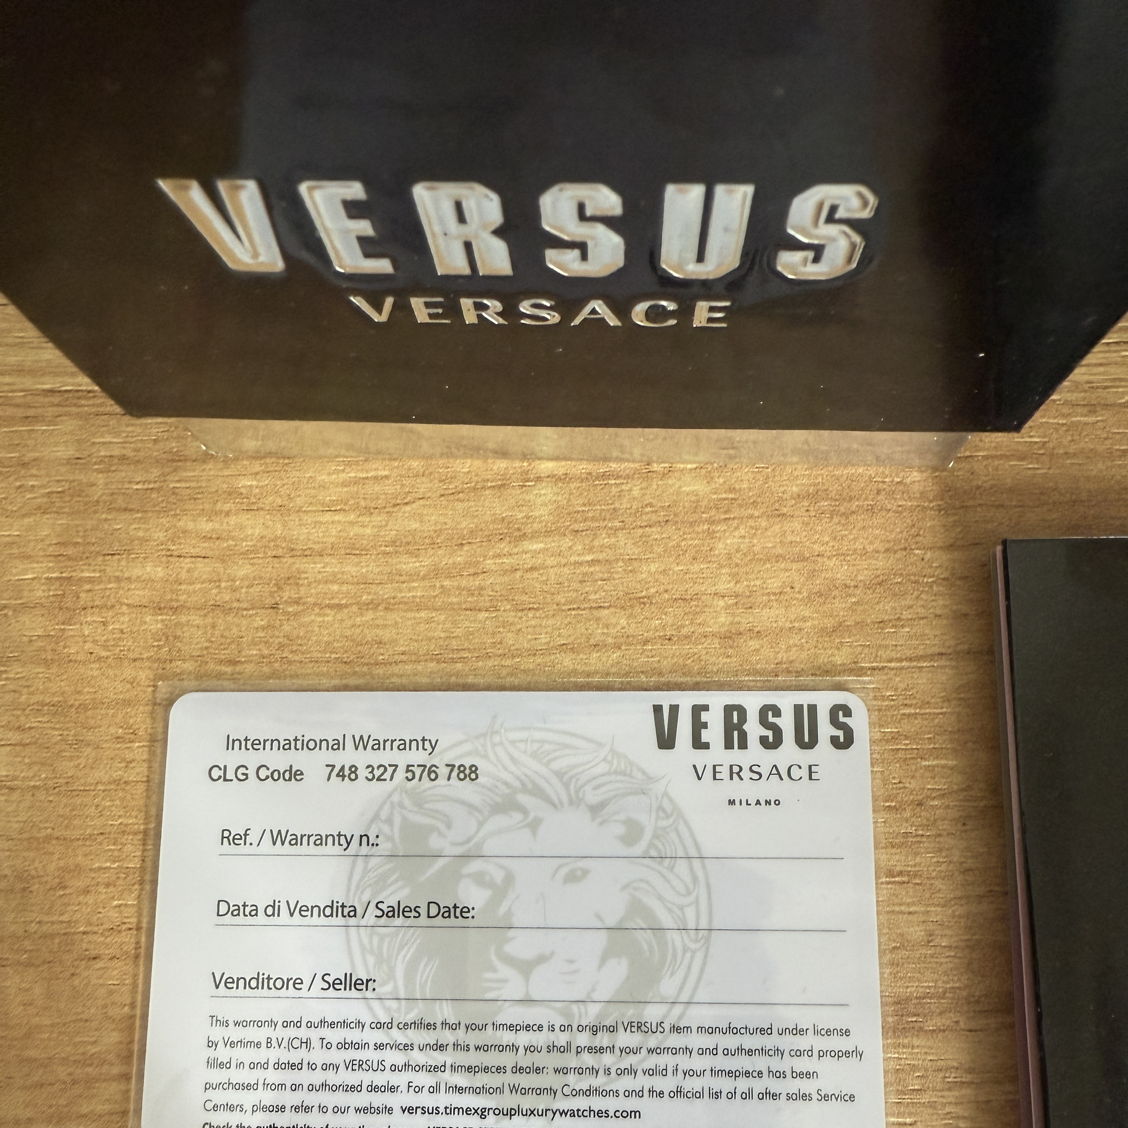 VERSUS
VERSACE
VERSUS
VERSACE
MILANO
International Warranty
CLG Code 748 327 576 788
Ref. / Warranty n.:
Data di Vendita / Sales Date:
Venditore / Seller:
This warranty and authenticity card certifies that your timepiece is an original VERSUS item manufactured under license
by Vertime B.V.(CH). To obtain services under this warranty you shall present your warranty and authenticity card properly
filled in and dated to any VERSUS authorized timepieces dealer: warranty is only valid if your timepiece has been
purchased from an authorized dealer. For all Internationl Warranty Conditions and the official list of all after sales Service
Centers, please refer to our website versus.timexgroupluxurywatches.com
Check the authenticity of